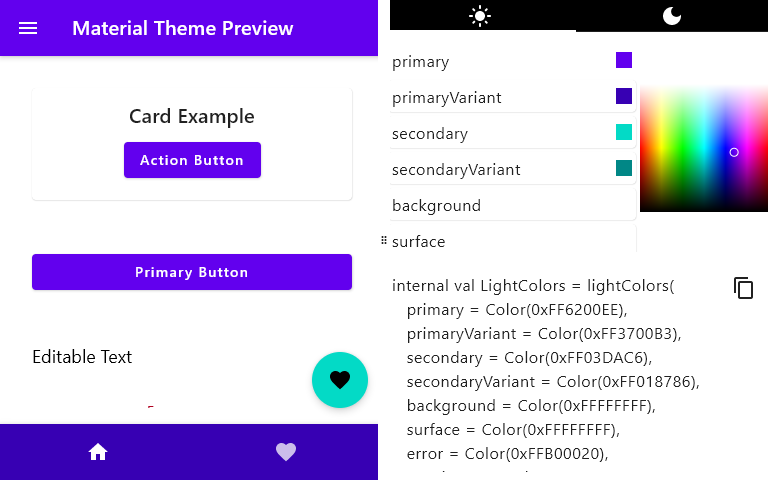 Material Theme Preview
Card Example
Action Button
Primary Button
Editable Text
primary
primaryVariant
secondary
secondaryVariant
background
surface
internal val LightColors = lightColors(
primary = Color(0xFF6200EE),
primaryVariant = Color(0xFF3700B3),
secondary = Color(0xFF03DAC6),
secondaryVariant = Color(0xFF018786),
background = Color(0xFFFFFFFF),
surface = Color(0xFFFFFFFF),
error = Color(0xFFB00020),